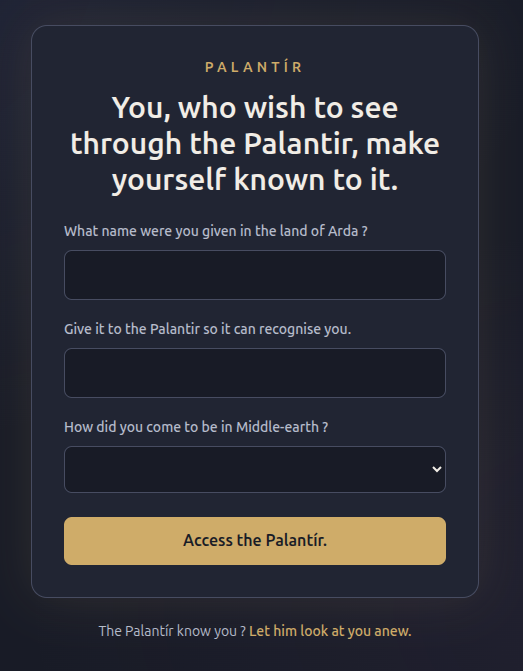 PALANTÍR
You, who wish to see
through the Palantir, make
yourself known to it.
What name were you given in the land of Arda ?
Give it to the Palantir so it can recognise you.
How did you come to be in Middle-earth ?
Access the Palantír.
The Palantír know you ? Let him look at you anew.